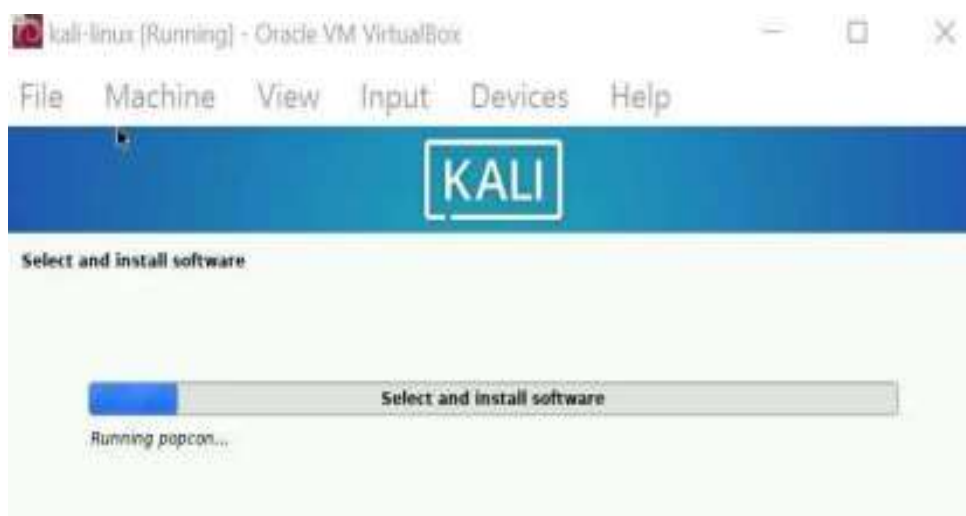 kali-linux [Running] - Oracle VM VirtualBox
File Machine View Input Devices Help
KALI
Select and install software
Select and install software
Running popcon...